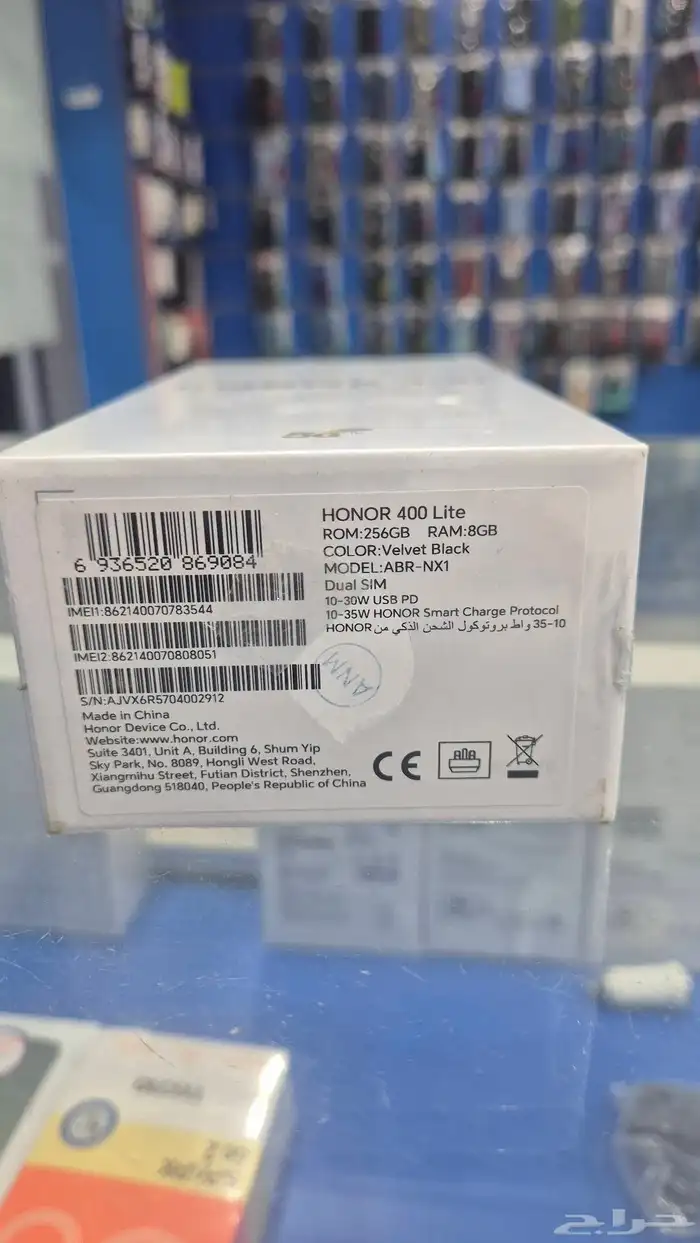 HONOR 400 Lite
ROM:256GB RAM:8GB
COLOR:Velvet Black
MODEL:ABR-NX1
Dual SIM
10-30W USB PD
10-35W HONOR Smart Charge Protocol
35-10 واط بروتوكول الشحن الذكي من HONOR
6 936520 869084
IMEI1:862140070783544
IMEI2:862140070808051
S/N:AJVX6R5704002912
Made in China
Honor Device Co., Ltd.
Website:www.honor.com
Suite 3401, Unit A, Building 6, Shum Yip
Sky Park, No. 8089, Hongli West Road,
Xiangmihu Street, Futian District, Shenzhen,
Guangdong 518040, People's Republic of China
ANM
CE
حراج